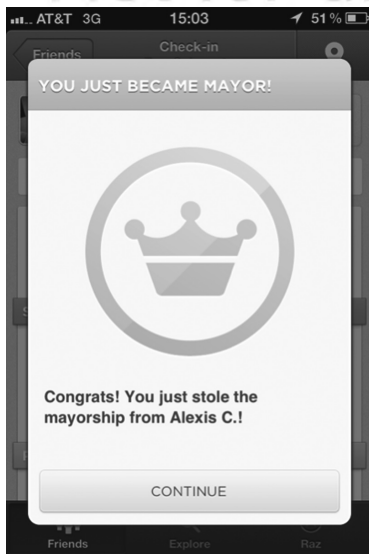 AT&T 3G 15:03 51%
Friends Check-in
YOU JUST BECAME MAYOR!
Congrats! You just stole the
mayorship from Alexis C.!
CONTINUE
Friends Explore Raz